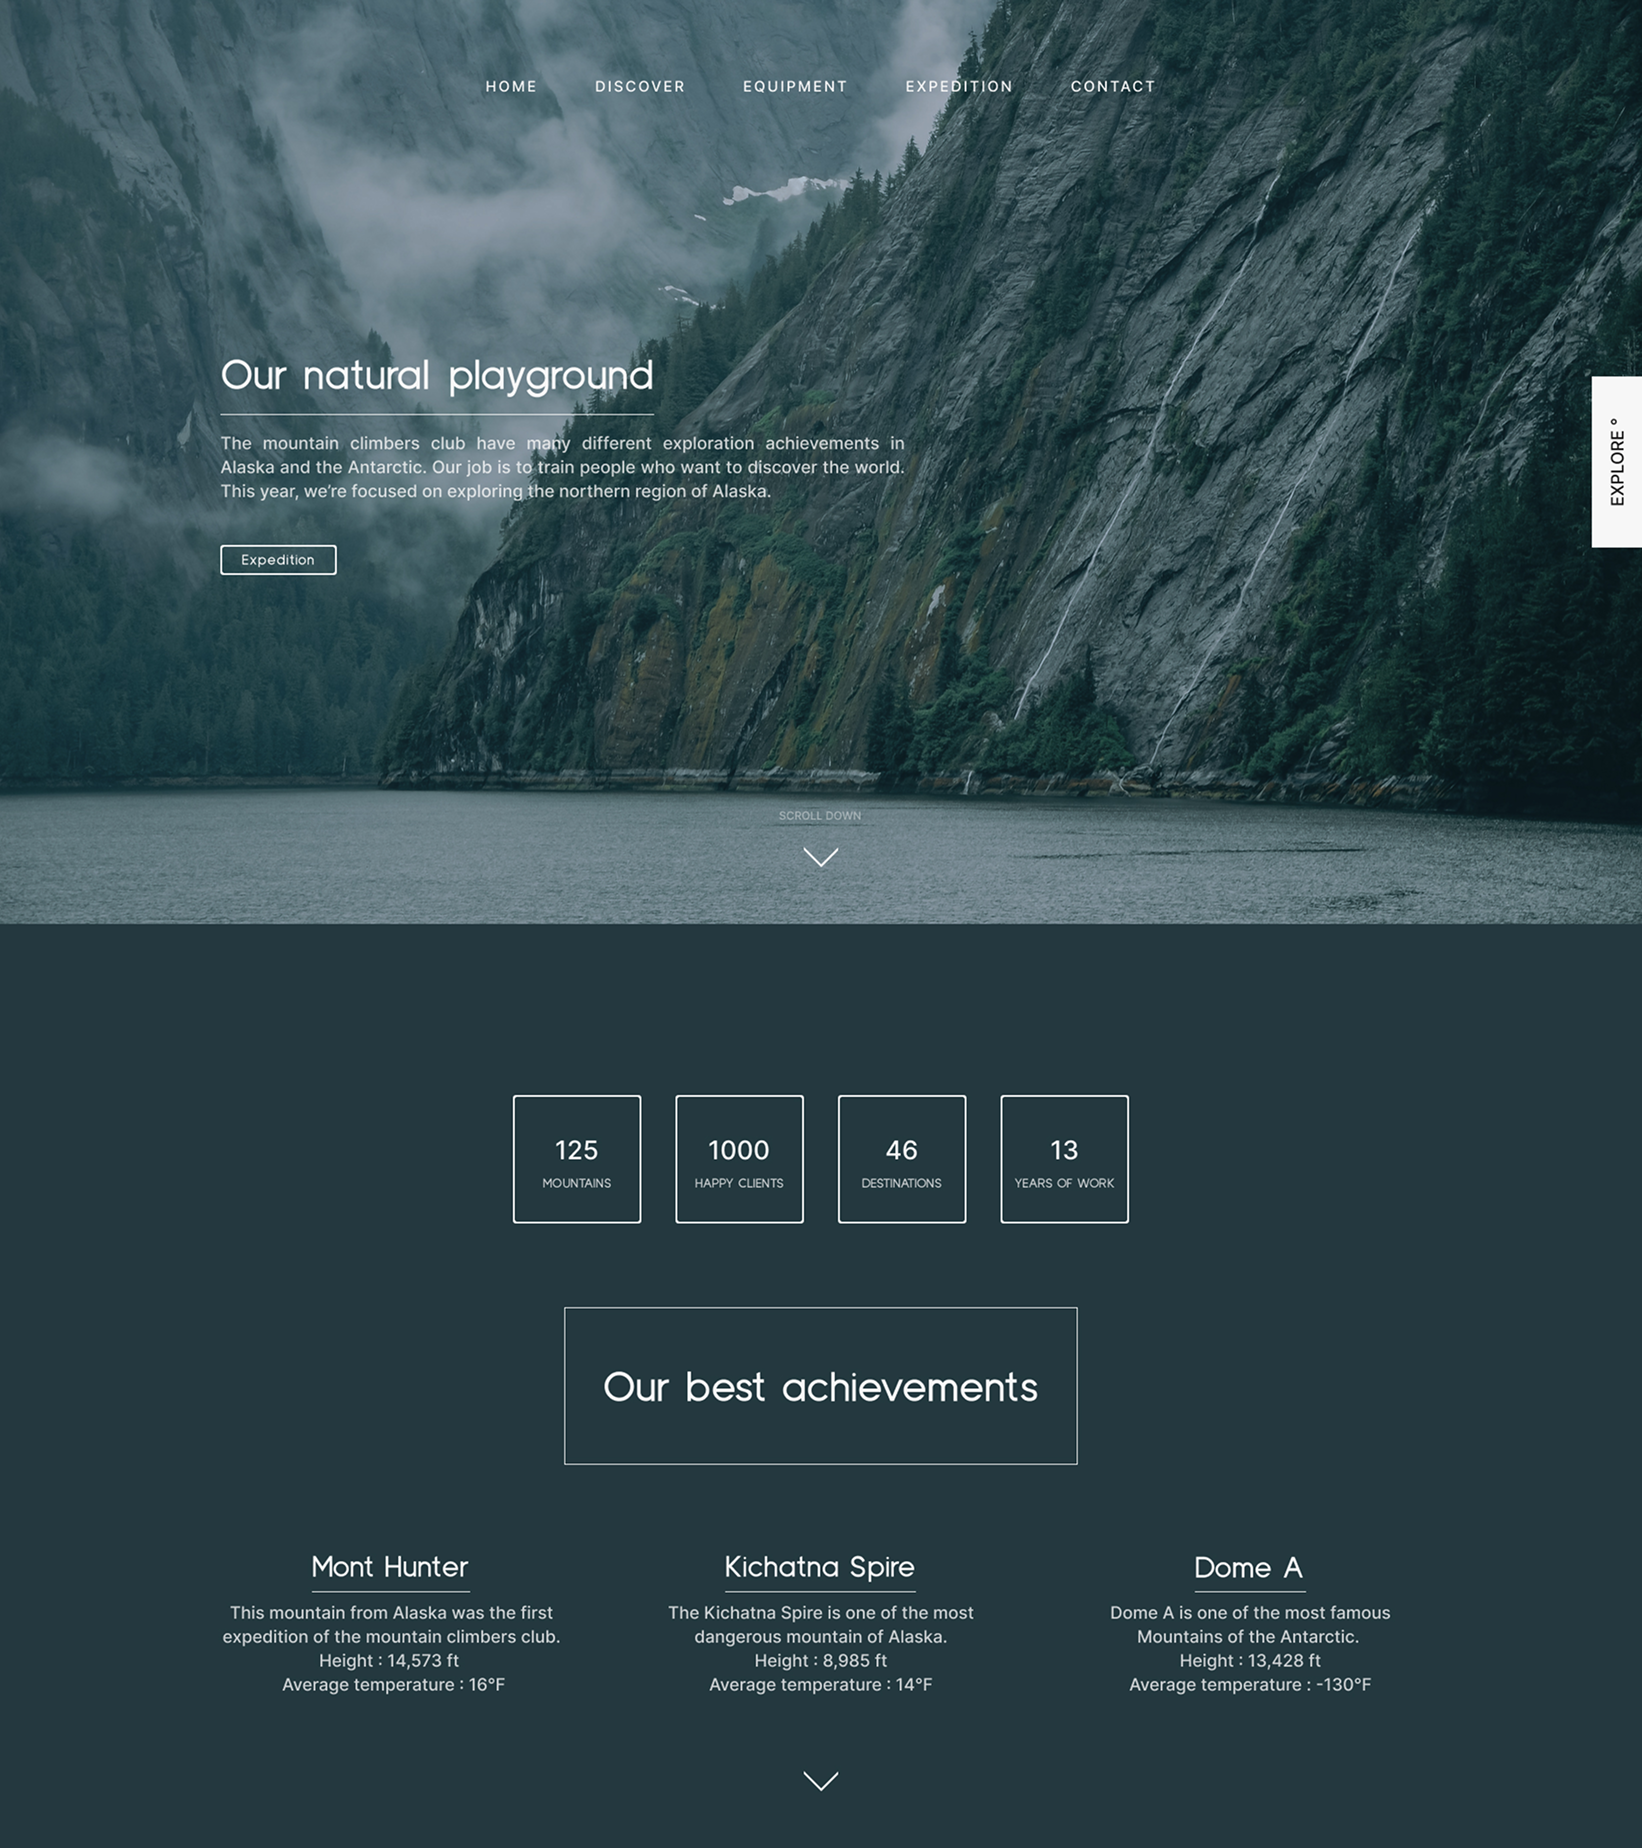 HOME DISCOVER EQUIPMENT EXPEDITION CONTACT
Our natural playground
The mountain climbers club have many different exploration achievements in
Alaska and the Antarctic. Our job is to train people who want to discover the world.
This year, we’re focused on exploring the northern region of Alaska.
Expedition
EXPLORE °
SCROLL DOWN
125
MOUNTAINS
1000
HAPPY CLIENTS
46
DESTINATIONS
13
YEARS OF WORK
Our best achievements
Mont Hunter
This mountain from Alaska was the first
expedition of the mountain climbers club.
Height : 14,573 ft
Average temperature : 16°F
Kichatna Spire
The Kichatna Spire is one of the most
dangerous mountain of Alaska.
Height : 8,985 ft
Average temperature : 14°F
Dome A
Dome A is one of the most famous
Mountains of the Antarctic.
Height : 13,428 ft
Average temperature : -130°F